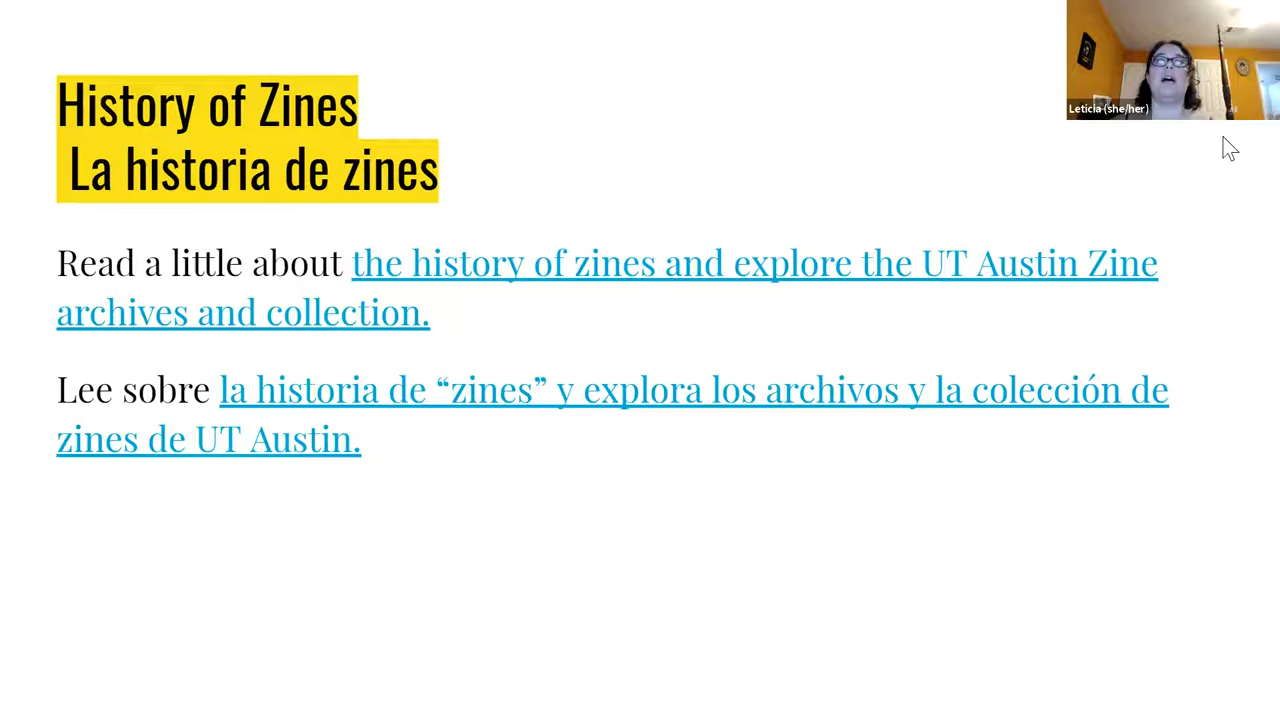 History of Zines
La historia de zines
Read a little about the history of zines and explore the UT Austin Zine
archives and collection.
Lee sobre la historia de “zines” y explora los archivos y la colección de
zines de UT Austin.
Leticia (she/her)